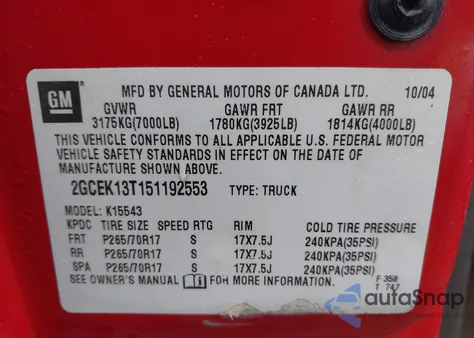 GM
MFD BY GENERAL MOTORS OF CANADA LTD. 10/04
GVWR GAWR FRT GAWR RR
3175KG(7000LB) 1780KG(3925LB) 1814KG(4000LB)
THIS VEHICLE CONFORMS TO ALL APPLICABLE U.S. FEDERAL MOTOR
VEHICLE SAFETY STANDARDS IN EFFECT ON THE DATE OF
MANUFACTURE SHOWN ABOVE.
2GCEK13T151192553 TYPE: TRUCK
MODEL: K15543
KPDC TIRE SIZE SPEED RTG RIM COLD TIRE PRESSURE
FRT P265/70R17 S 17X7.5J 240KPA(35PSI)
RR P265/70R17 S 17X7.5J 240KPA(35PSI)
SPA P265/70R17 S 17X7.5J 240KPA(35PSI)
SEE OWNER'S MANUAL FOR MORE INFORMATION.
F 358
T 747
autoSnap